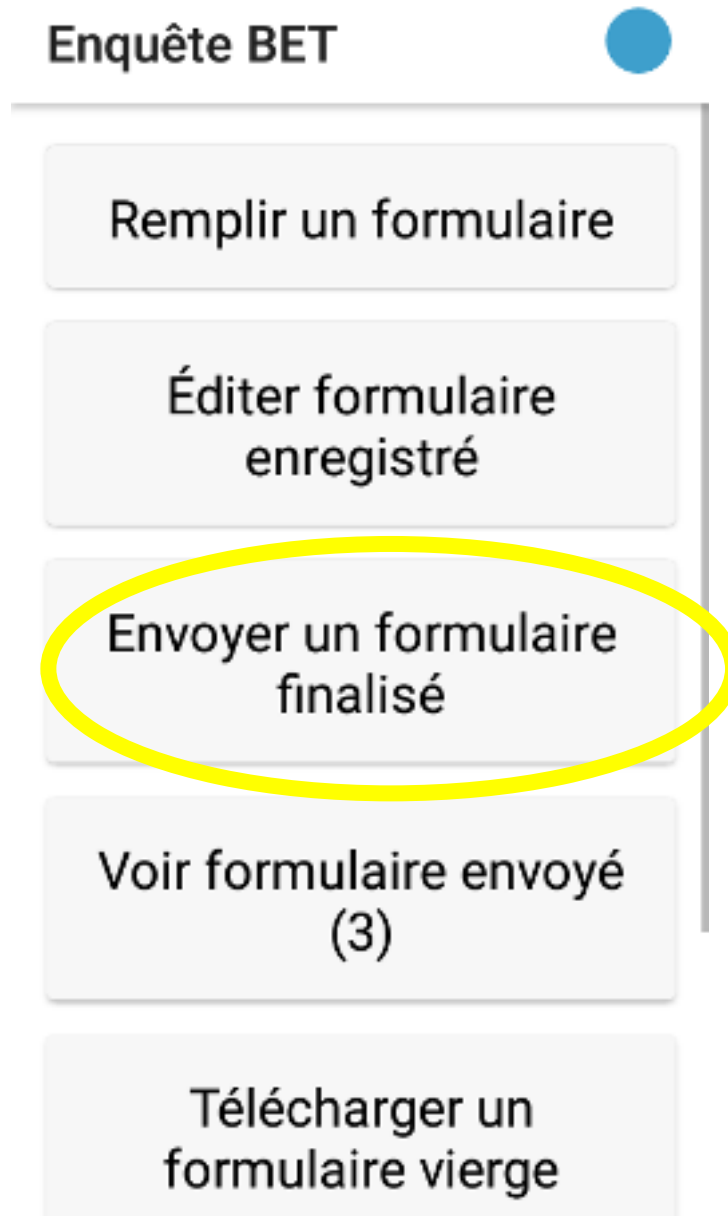 Enquête BET
Remplir un formulaire
Éditer formulaire
enregistré
Envoyer un formulaire
finalisé
Voir formulaire envoyé
(3)
Télécharger un
formulaire vierge